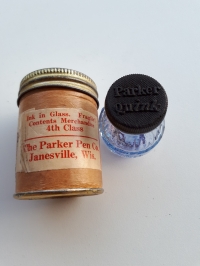 Ink in Glass. Fragile
Contents Merchandise
4th Class
The Parker Pen Co.
Janesville, Wis.
Parker
Quink